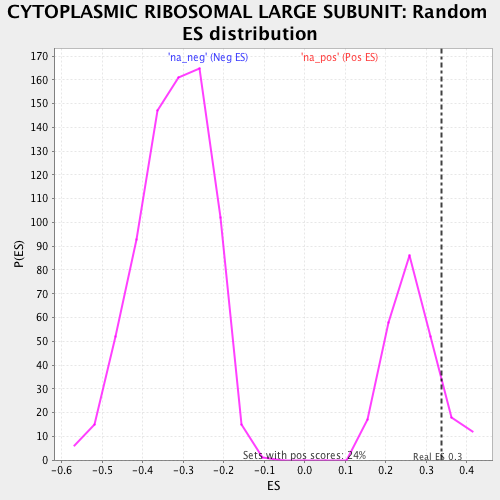 CYTOPLASMIC RIBOSOMAL LARGE SUBUNIT: Random
ES distribution
'na_neg' (Neg ES)
'na_pos' (Pos ES)
170
160
150
140
130
120
110
100
90
80
70
60
50
40
30
20
10
0
P(ES)
Sets with pos scores: 24%
Real ES 0.3
-0.6 -0.5 -0.4 -0.3 -0.2 -0.1 0.0 0.1 0.2 0.3 0.4
ES